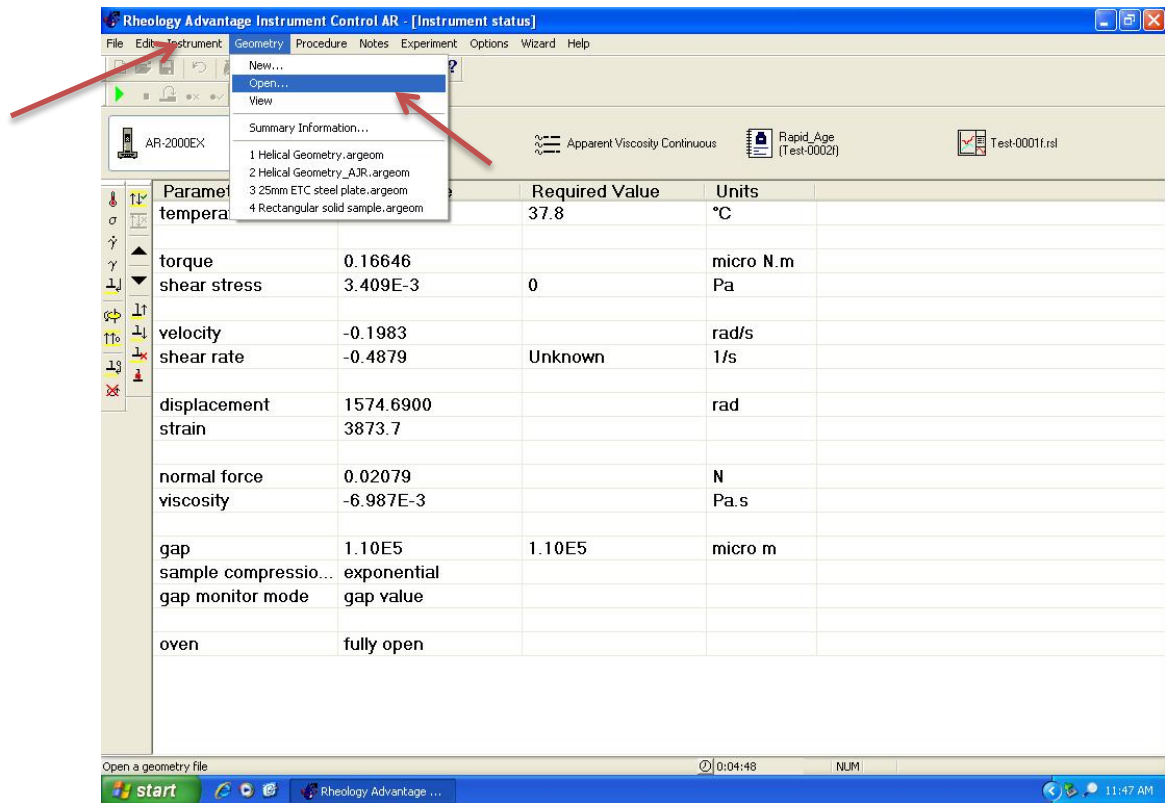 Rheology Advantage Instrument Control AR - [Instrument status]
File Edit Instrument Geometry Procedure Notes Experiment Options Wizard Help
New...
Open...
View
Summary Information...
1 Helical Geometry.argeom
2 Helical Geometry_AJR.argeom
3 25mm ETC steel plate.argeom
4 Rectangular solid sample.argeom
AR-2000EX
Apparent Viscosity Continuous
Rapid_Age
(Test-0002f)
Test-0001f.rsl
Required Value Units
37.8 °C
torque 0.16646 micro N.m
shear stress 3.409E-3 0 Pa
velocity -0.1983 rad/s
shear rate -0.4879 Unknown 1/s
displacement 1574.6900 rad
strain 3873.7
normal force 0.02079 N
viscosity -6.987E-3 Pa.s
gap 1.10E5 1.10E5 micro m
sample compressio... exponential
gap monitor mode gap value
oven fully open
Open a geometry file 0:04:48 NUM
start Rheology Advantage ... 11:47 AM